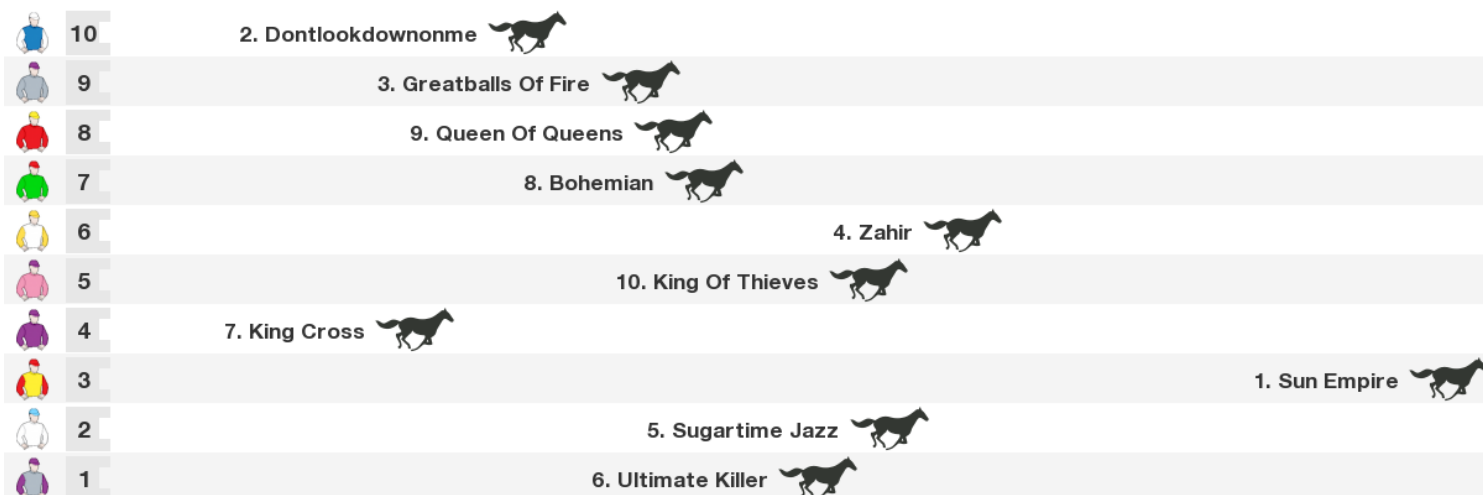 10 2. Dontlookdownonme
9 3. Greatballs Of Fire
8 9. Queen Of Queens
7 8. Bohemian
6 4. Zahir
5 10. King Of Thieves
4 7. King Cross
3 1. Sun Empire
2 5. Sugartime Jazz
1 6. Ultimate Killer